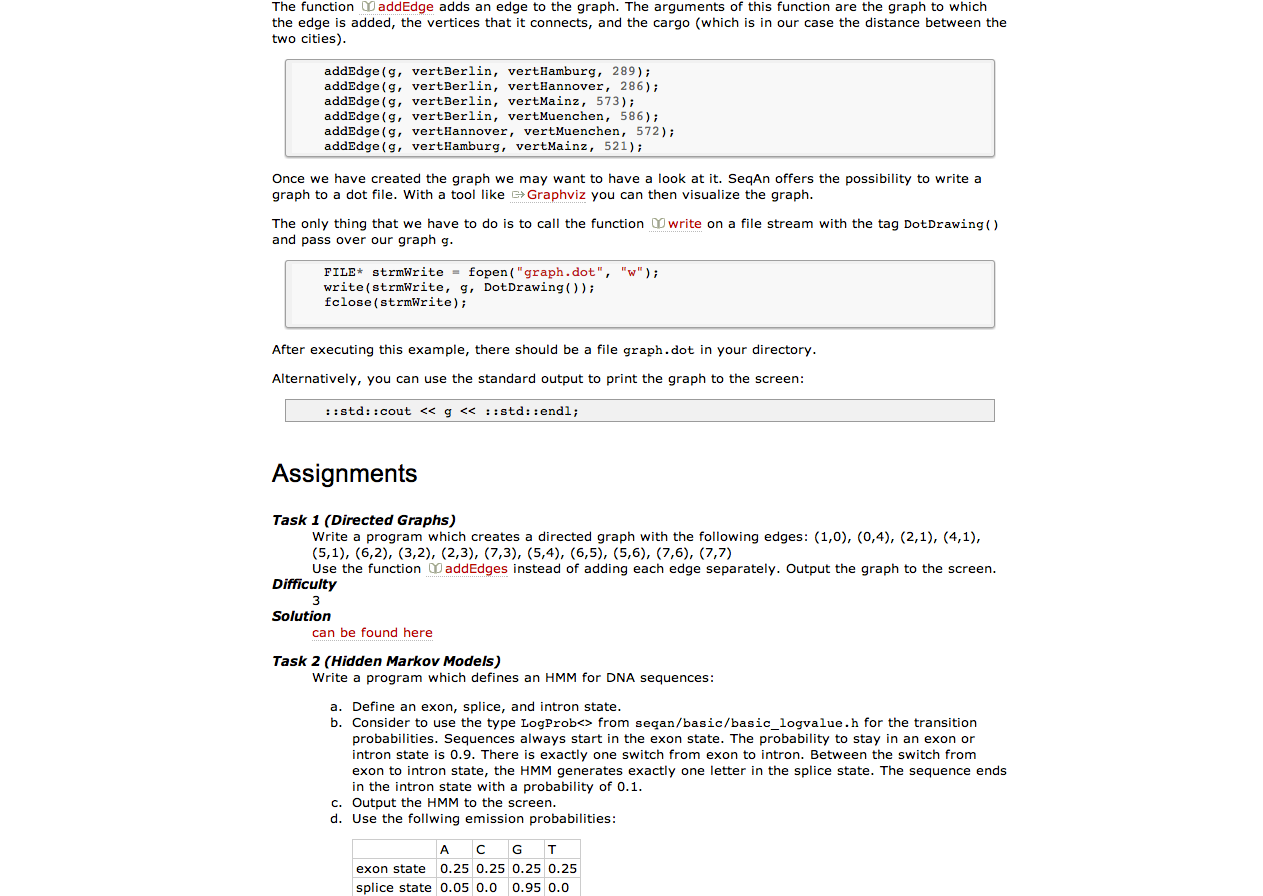 The function addEdge adds an edge to the graph. The arguments of this function are the graph to which
the edge is added, the vertices that it connects, and the cargo (which is in our case the distance between the
two cities).
addEdge(g, vertBerlin, vertHamburg, 289);
addEdge(g, vertBerlin, vertHannover, 286);
addEdge(g, vertBerlin, vertMainz, 573);
addEdge(g, vertBerlin, vertMuenchen, 586);
addEdge(g, vertHannover, vertMuenchen, 572);
addEdge(g, vertHamburg, vertMainz, 521);
Once we have created the graph we may want to have a look at it. SeqAn offers the possibility to write a
graph to a dot file. With a tool like Graphviz you can then visualize the graph.
The only thing that we have to do is to call the function write on a file stream with the tag DotDrawing()
and pass over our graph g.
FILE* strmWrite = fopen("graph.dot", "w");
write(strmWrite, g, DotDrawing());
fclose(strmWrite);
After executing this example, there should be a file graph.dot in your directory.
Alternatively, you can use the standard output to print the graph to the screen:
::std::cout << g << ::std::endl;
Assignments
Task 1 (Directed Graphs)
Write a program which creates a directed graph with the following edges: (1,0), (0,4), (2,1), (4,1),
(5,1), (6,2), (3,2), (2,3), (7,3), (5,4), (6,5), (5,6), (7,6), (7,7)
Use the function addEdges instead of adding each edge separately. Output the graph to the screen.
Difficulty
3
Solution
can be found here
Task 2 (Hidden Markov Models)
Write a program which defines an HMM for DNA sequences:
a. Define an exon, splice, and intron state.
b. Consider to use the type LogProb<> from seqan/basic/basic_logvalue.h for the transition
probabilities. Sequences always start in the exon state. The probability to stay in an exon or
intron state is 0.9. There is exactly one switch from exon to intron. Between the switch from
exon to intron state, the HMM generates exactly one letter in the splice state. The sequence ends
in the intron state with a probability of 0.1.
c. Output the HMM to the screen.
d. Use the follwing emission probabilities:
A C G T
exon state 0.25 0.25 0.25 0.25
splice state 0.05 0.0 0.95 0.0